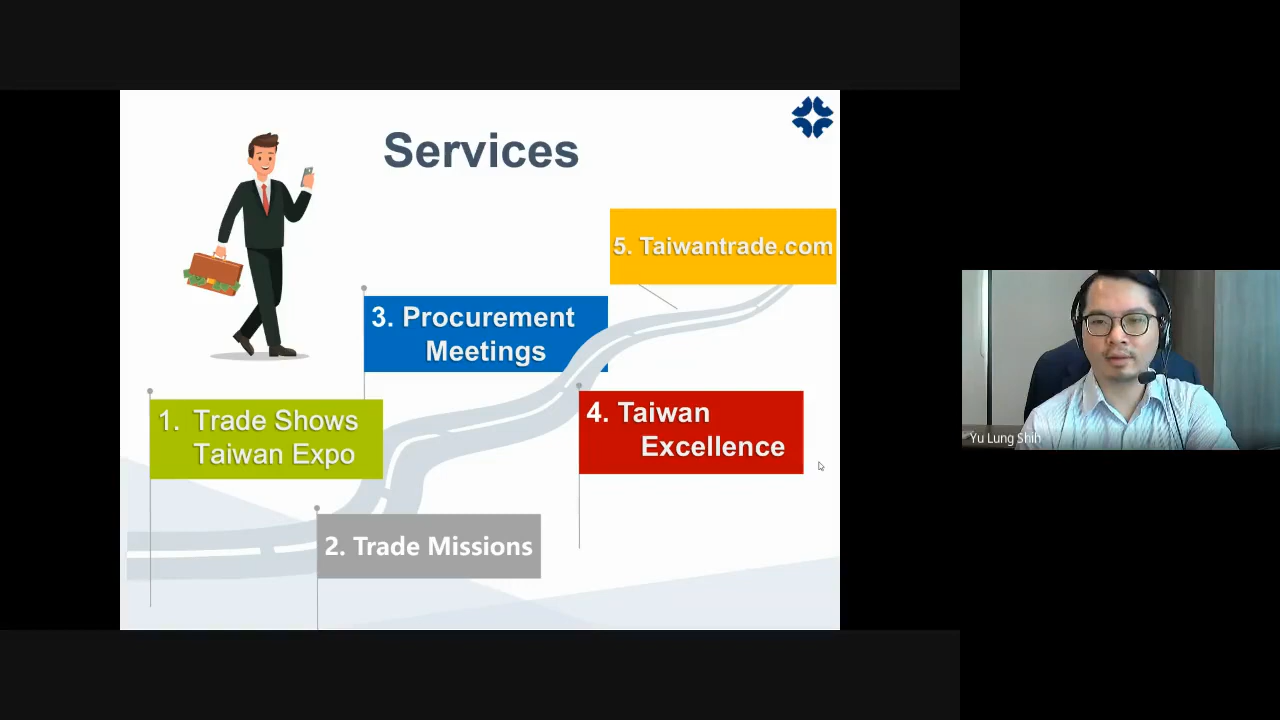 Services
5. Taiwantrade.com
3. Procurement
Meetings
1. Trade Shows
Taiwan Expo
4. Taiwan
Excellence
2. Trade Missions
Yu Lung Shih